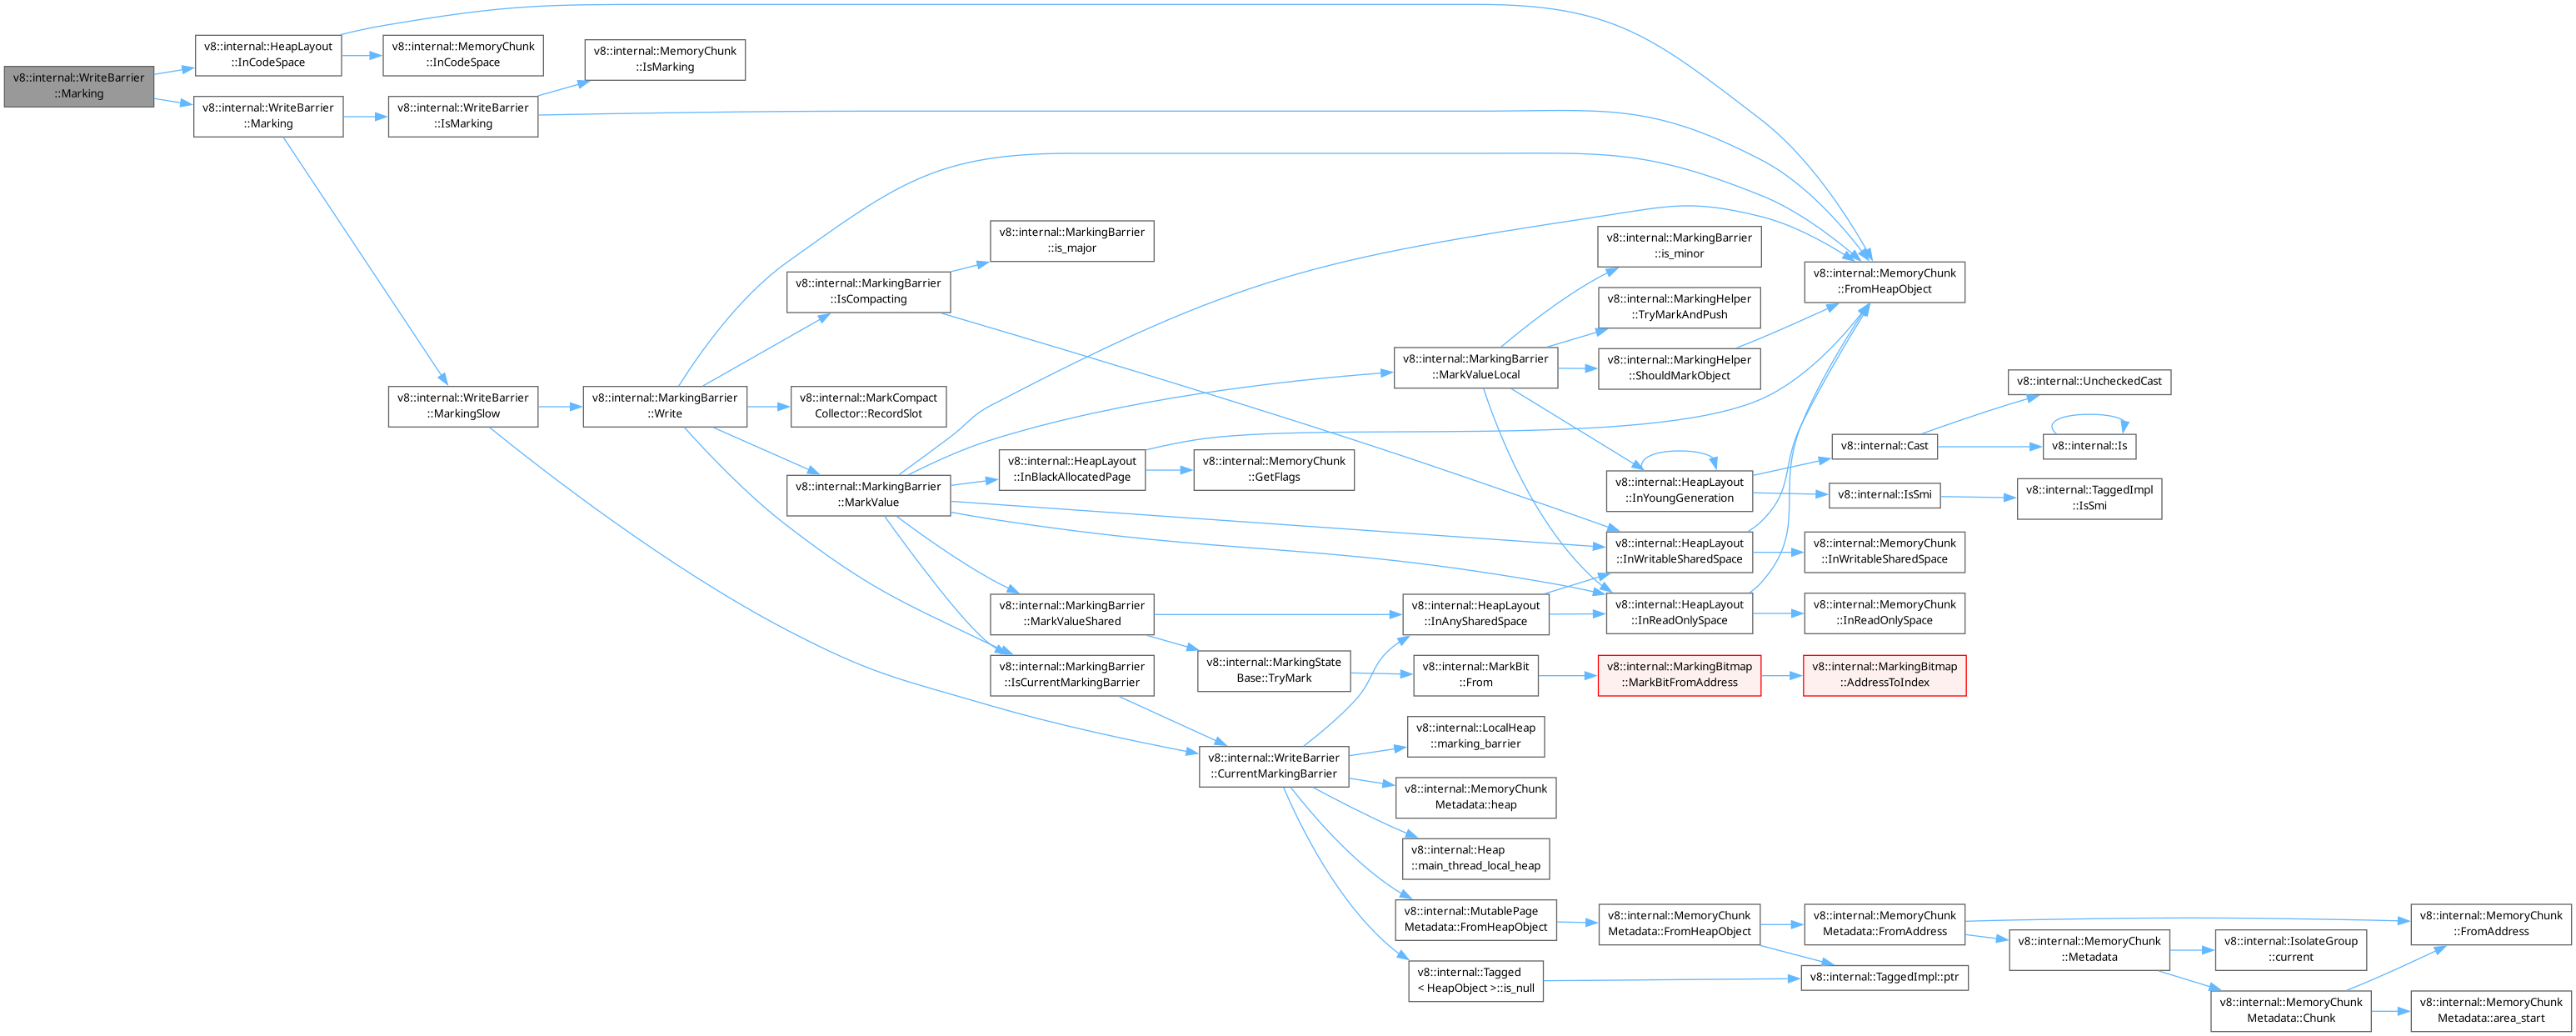 v8::internal::WriteBarrier
::Marking
v8::internal::HeapLayout
::InCodeSpace
v8::internal::WriteBarrier
::Marking
v8::internal::MemoryChunk
::InCodeSpace
v8::internal::WriteBarrier
::IsMarking
v8::internal::WriteBarrier
::MarkingSlow
v8::internal::MemoryChunk
::IsMarking
v8::internal::MarkingBarrier
::Write
v8::internal::MarkingBarrier
::IsCompacting
v8::internal::MarkCompact
Collector::RecordSlot
v8::internal::MarkingBarrier
::MarkValue
v8::internal::MarkingBarrier
::is_major
v8::internal::HeapLayout
::InBlackAllocatedPage
v8::internal::MarkingBarrier
::MarkValueShared
v8::internal::MarkingBarrier
::IsCurrentMarkingBarrier
v8::internal::MemoryChunk
::GetFlags
v8::internal::MarkingState
Base::TryMark
v8::internal::WriteBarrier
::CurrentMarkingBarrier
v8::internal::MarkingBarrier
::MarkValueLocal
v8::internal::HeapLayout
::InAnySharedSpace
v8::internal::MarkBit
::From
v8::internal::LocalHeap
::marking_barrier
v8::internal::MemoryChunk
Metadata::heap
v8::internal::Heap
::main_thread_local_heap
v8::internal::MutablePage
Metadata::FromHeapObject
v8::internal::Tagged
< HeapObject >::is_null
v8::internal::MarkingBarrier
::is_minor
v8::internal::MarkingHelper
::TryMarkAndPush
v8::internal::MarkingHelper
::ShouldMarkObject
v8::internal::HeapLayout
::InYoungGeneration
v8::internal::HeapLayout
::InWritableSharedSpace
v8::internal::HeapLayout
::InReadOnlySpace
v8::internal::MarkingBitmap
::MarkBitFromAddress
v8::internal::MemoryChunk
Metadata::FromHeapObject
v8::internal::MemoryChunk
::FromHeapObject
v8::internal::Cast
v8::internal::IsSmi
v8::internal::MemoryChunk
::InWritableSharedSpace
v8::internal::MemoryChunk
::InReadOnlySpace
v8::internal::MarkingBitmap
::AddressToIndex
v8::internal::MemoryChunk
Metadata::FromAddress
v8::internal::TaggedImpl::ptr
v8::internal::UncheckedCast
v8::internal::Is
v8::internal::TaggedImpl
::IsSmi
v8::internal::MemoryChunk
::Metadata
v8::internal::IsolateGroup
::current
v8::internal::MemoryChunk
Metadata::Chunk
v8::internal::MemoryChunk
::FromAddress
v8::internal::MemoryChunk
Metadata::area_start